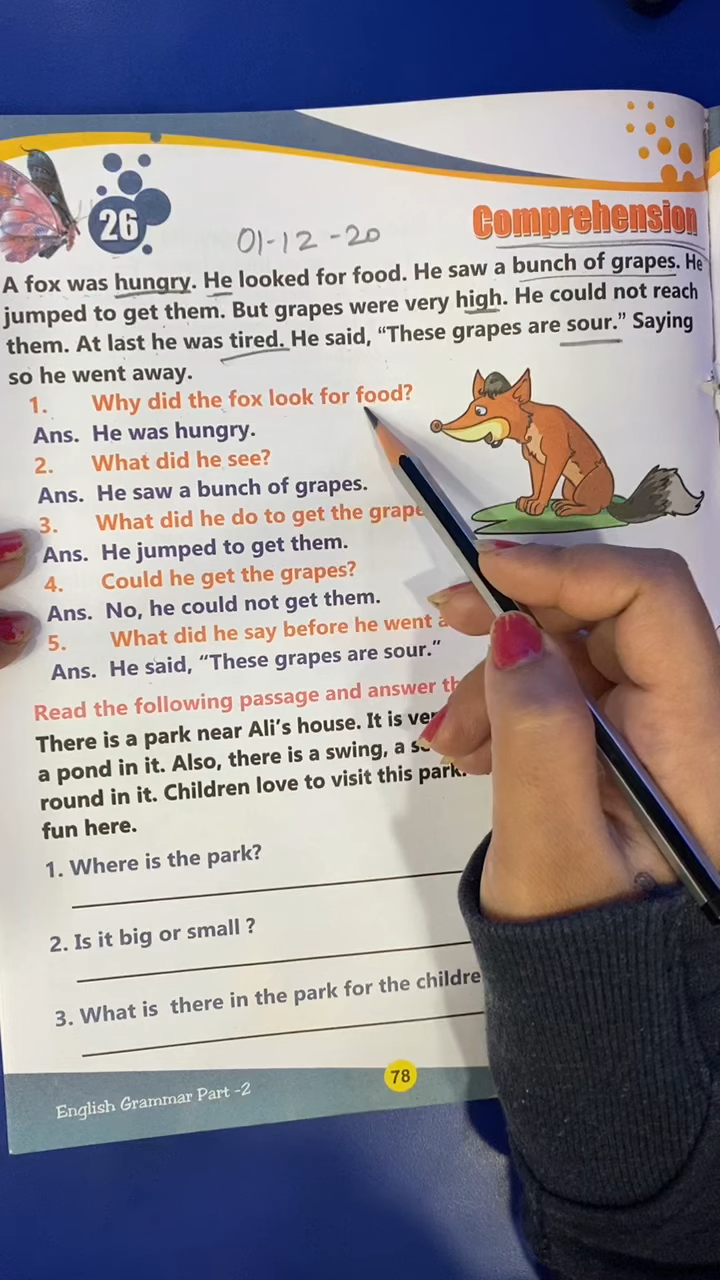 26
01-12-20
Comprehension
A fox was hungry. He looked for food. He saw a bunch of grapes. He
jumped to get them. But grapes were very high. He could not reach
them. At last he was tired. He said, “These grapes are sour.” Saying
so he went away.
1. Why did the fox look for food?
Ans. He was hungry.
2. What did he see?
Ans. He saw a bunch of grapes.
3. What did he do to get the grape
Ans. He jumped to get them.
4. Could he get the grapes?
Ans. No, he could not get them.
5. What did he say before he went a
Ans. He said, “These grapes are sour.”
Read the following passage and answer th
There is a park near Ali’s house. It is ve
a pond in it. Also, there is a swing, a s
round in it. Children love to visit this park.
fun here.
1. Where is the park?
2. Is it big or small ?
3. What is there in the park for the childre
78
English Grammar Part -2